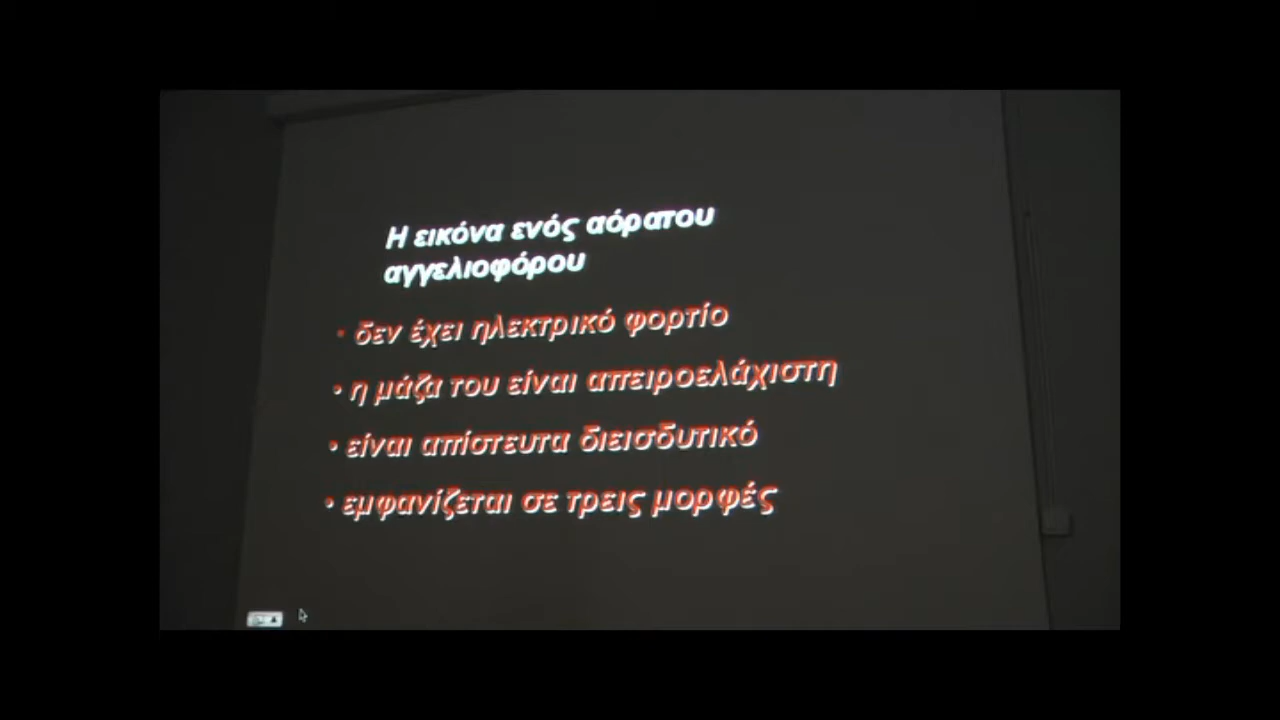 Η εικόνα ενός αόρατου
αγγελιοφόρου
• δεν έχει ηλεκτρικό φορτίο
• η μάζα του είναι απειροελάχιστη
• είναι απίστευτα διεισδυτικό
• εμφανίζεται σε τρεις μορφές